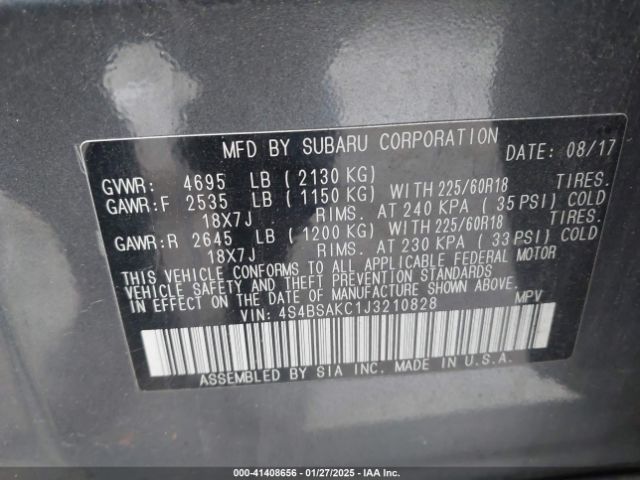 MFD BY SUBARU CORPORATION DATE: 08/17
GVWR: 4695 LB (2130 KG)
GAWR:F 2535 LB (1150 KG) WITH 225/60R18 TIRES.
18X7J RIMS. AT 240 KPA (35 PSI) COLD
GAWR:R 2645 LB (1200 KG) WITH 225/60R18 TIRES.
18X7J RIMS. AT 230 KPA (33 PSI) COLD
THIS VEHICLE CONFORMS TO ALL APPLICABLE FEDERAL MOTOR
VEHICLE SAFETY AND THEFT PREVENTION STANDARDS
IN EFFECT ON THE DATE OF MANUFACTURE SHOWN ABOVE.
VIN: 4S4BSAKC1J3210828 MPV
ASSEMBLED BY SIA INC. MADE IN U.S.A.
000-41408656 — 01/27/2025 — IAA Inc.